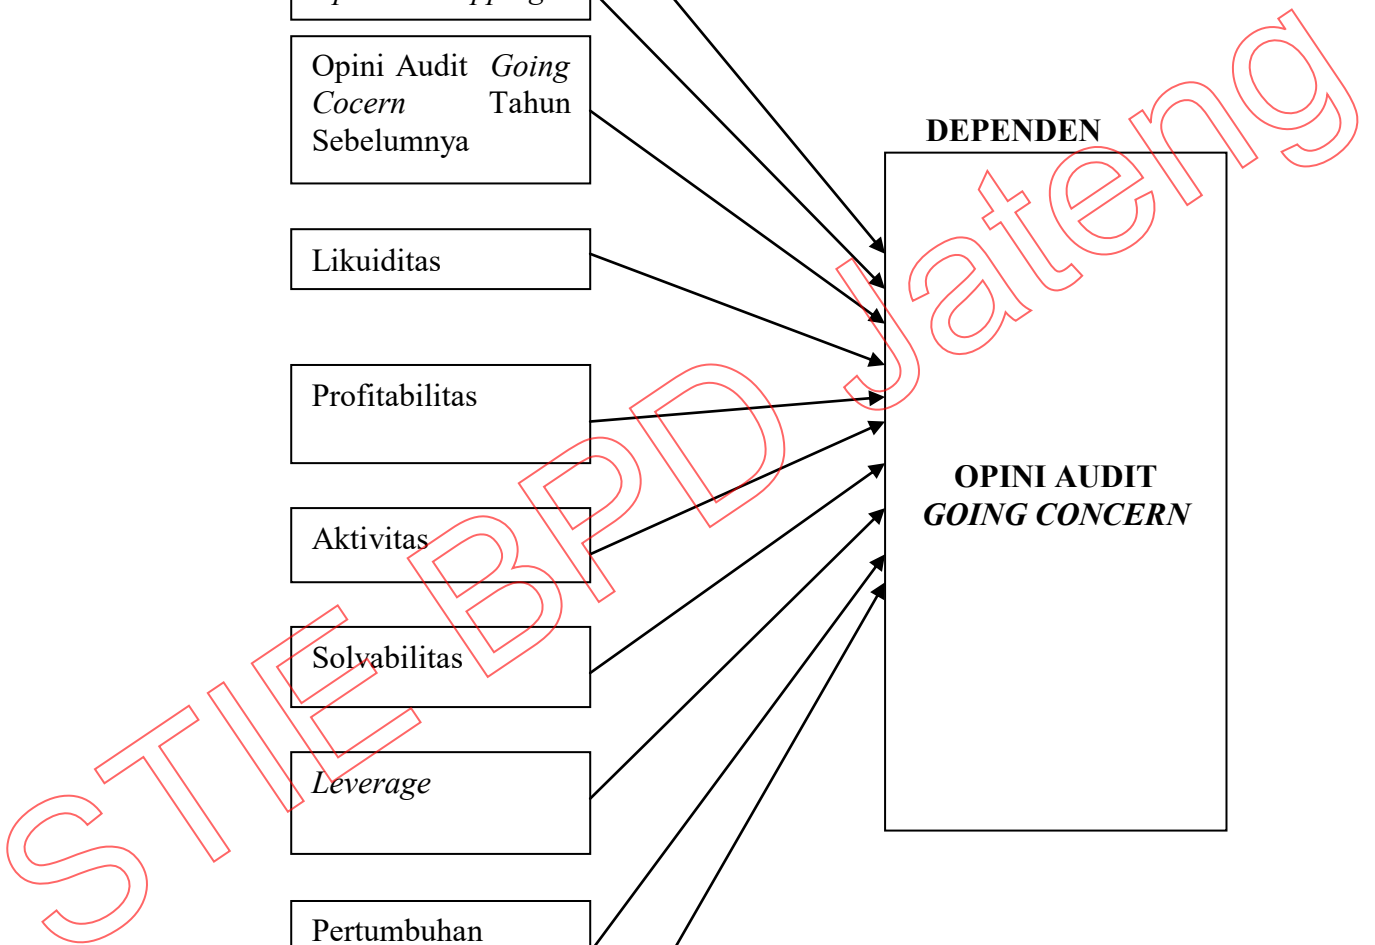 Opini Audit Going
Cocern Tahun
Sebelumnya
DEPENDEN
Likuiditas
Profitabilitas
OPINI AUDIT
GOING CONCERN
Aktivitas
Solvabilitas
Leverage
Pertumbuhan
STIE BPD Jateng